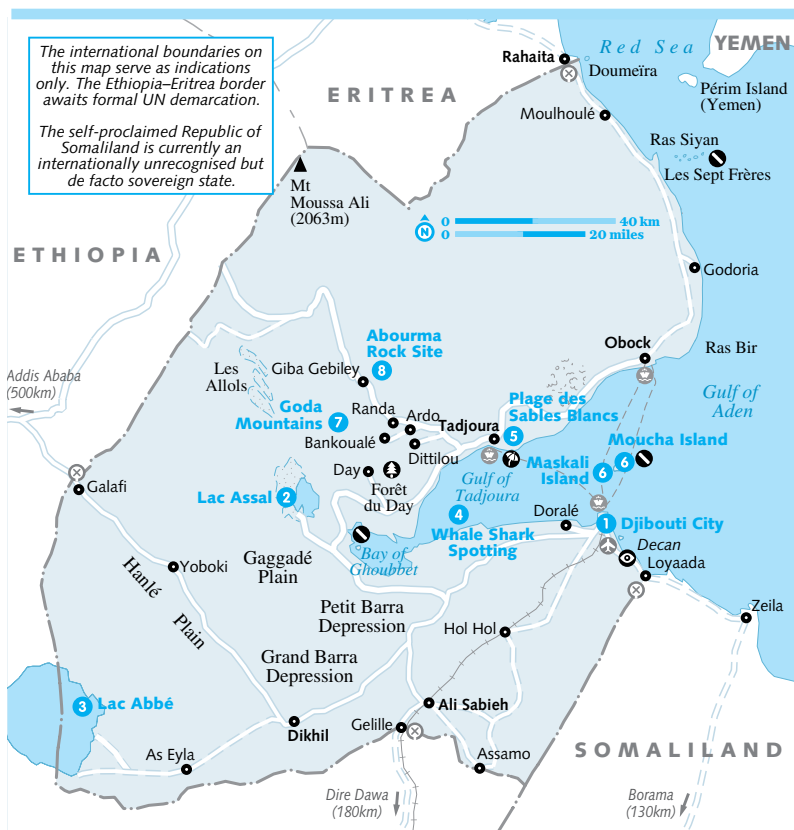 The international boundaries on
this map serve as indications
only. The Ethiopia–Eritrea border
awaits formal UN demarcation.
The self-proclaimed Republic of
Somaliland is currently an
internationally unrecognised but
de facto sovereign state.
Red Sea
YEMEN
Rahaita
Doumeïra
Périm Island
(Yemen)
ERITREA
Moulhoulé
Ras Siyan
Les Sept Frères
Mt
Moussa Ali
(2063m)
N
0 40 km
0 20 miles
ETHIOPIA
Godoria
Obock
Ras Bir
Abourma
Rock Site
8
Les
Allols
Giba Gebiley
Addis Ababa
(500km)
Gulf of
Aden
Plage des
Sables Blancs
5
Goda
Mountains
7
Randa
Ardo
Tadjoura
Bankoualé
Dittilou
Moucha Island
6
Maskali
Island
6
Day
Forêt
du Day
Gulf of
Tadjoura
Galafi
Lac Assal
2
4
Whale Shark
Spotting
Doralé
1
Djibouti City
Bay of
Ghoubbet
Decan
Loyaada
Gaggadé
Plain
Yoboki
Hanlé
Plain
Petit Barra
Depression
Zeila
Hol Hol
Grand Barra
Depression
3
Lac Abbé
Ali Sabieh
Dikhil
Gelille
As Eyla
Assamo
SOMALILAND
Dire Dawa
(180km)
Borama
(130km)